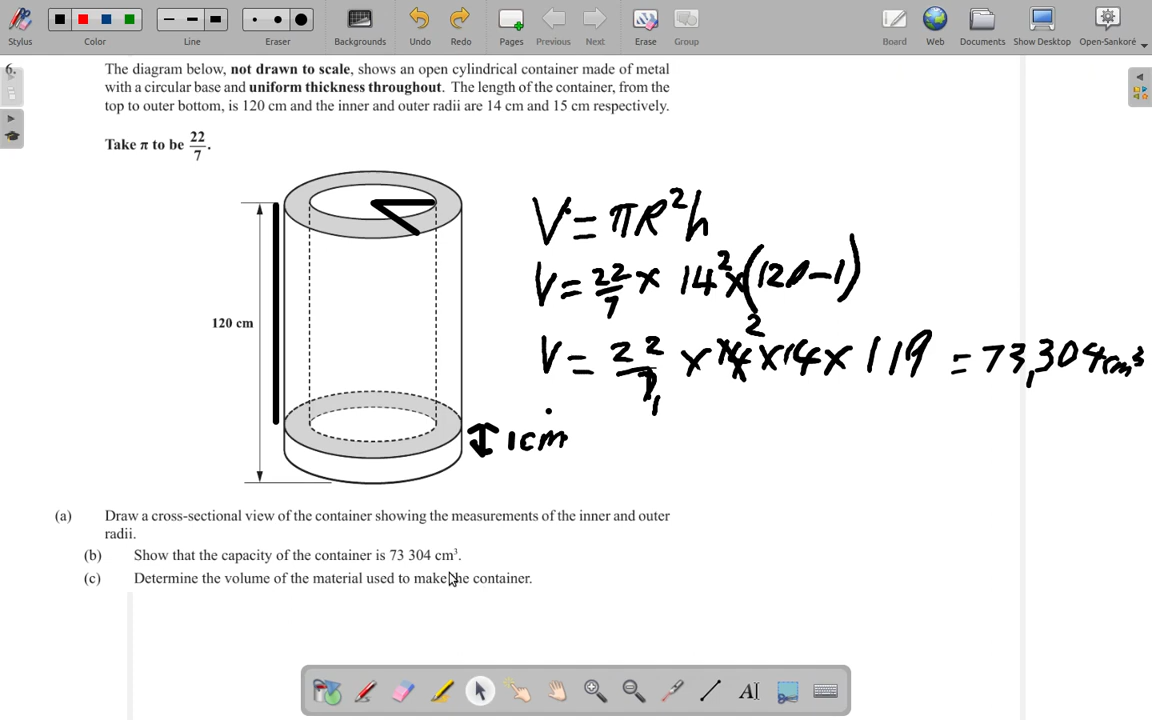 Stylus Color Line Eraser Backgrounds Undo Redo Pages Previous Next Erase Group Board Web Documents Show Desktop Open-Sankoré
6. The diagram below, not drawn to scale, shows an open cylindrical container made of metal
with a circular base and uniform thickness throughout. The length of the container, from the
top to outer bottom, is 120 cm and the inner and outer radii are 14 cm and 15 cm respectively.
Take π to be 22/7.
V = πR²h
V = 22/7 × 14² × (120 - 1)
120 cm
V = 22/7 × 14 × 14 × 119 = 73,304 cm³
2
1
1 cm
(a) Draw a cross-sectional view of the container showing the measurements of the inner and outer
radii.
(b) Show that the capacity of the container is 73 304 cm³.
(c) Determine the volume of the material used to make the container.